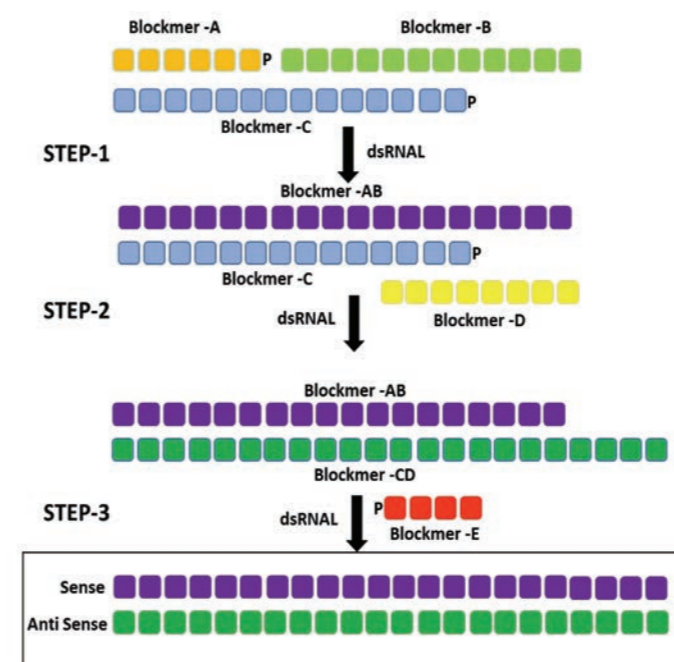 Blockmer -A
Blockmer -B
P
P
Blockmer -C
STEP-1
dsRNAL
Blockmer -AB
P
Blockmer -C
STEP-2
dsRNAL
Blockmer -D
Blockmer -AB
Blockmer -CD
STEP-3
dsRNAL
P
Blockmer -E
Sense
Anti Sense